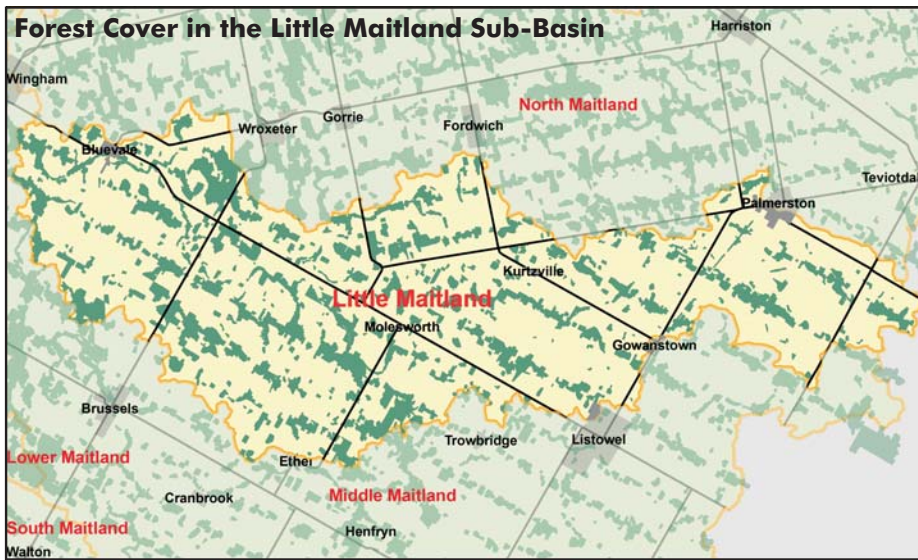 Forest Cover in the Little Maitland Sub-Basin
Harriston
Wingham
North Maitland
Gorrie
Fordwich
Wroxeter
Bluevale
Teviotdal
Palmerston
Kurtzville
Little Maitland
Molesworth
Gowanstown
Brussels
Trowbridge
Listowel
Lower Maitland
Ethel
Middle Maitland
Cranbrook
South Maitland
Henfryn
Walton